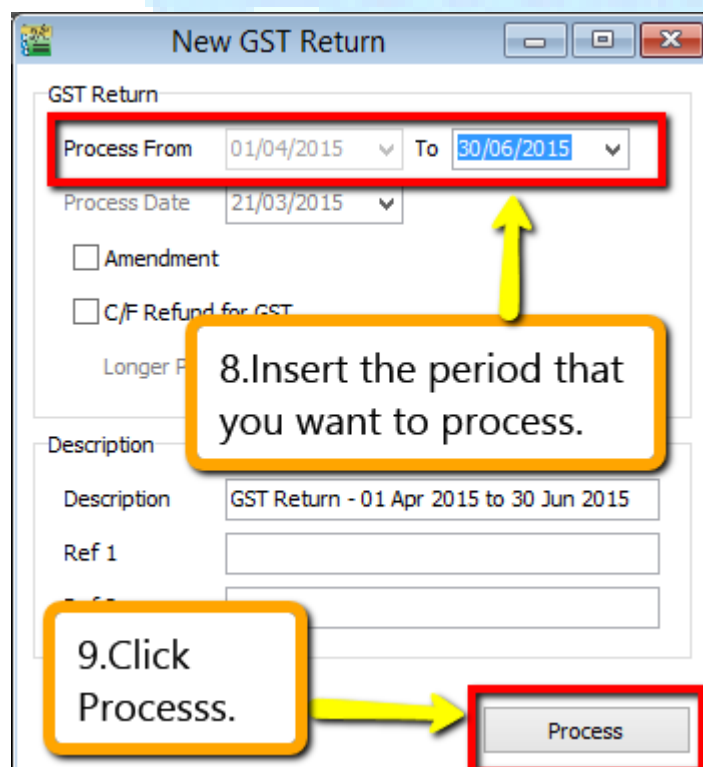 New GST Return
GST Return
Process From 01/04/2015 To 30/06/2015
Process Date 21/03/2015
Amendment
C/F Refund for GST
Longer
8.Insert the period that
you want to process.
Description
Description GST Return - 01 Apr 2015 to 30 Jun 2015
Ref 1
9.Click
Processs.
Process